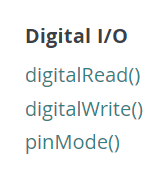 Digital I/O
digitalRead()
digitalWrite()
pinMode()